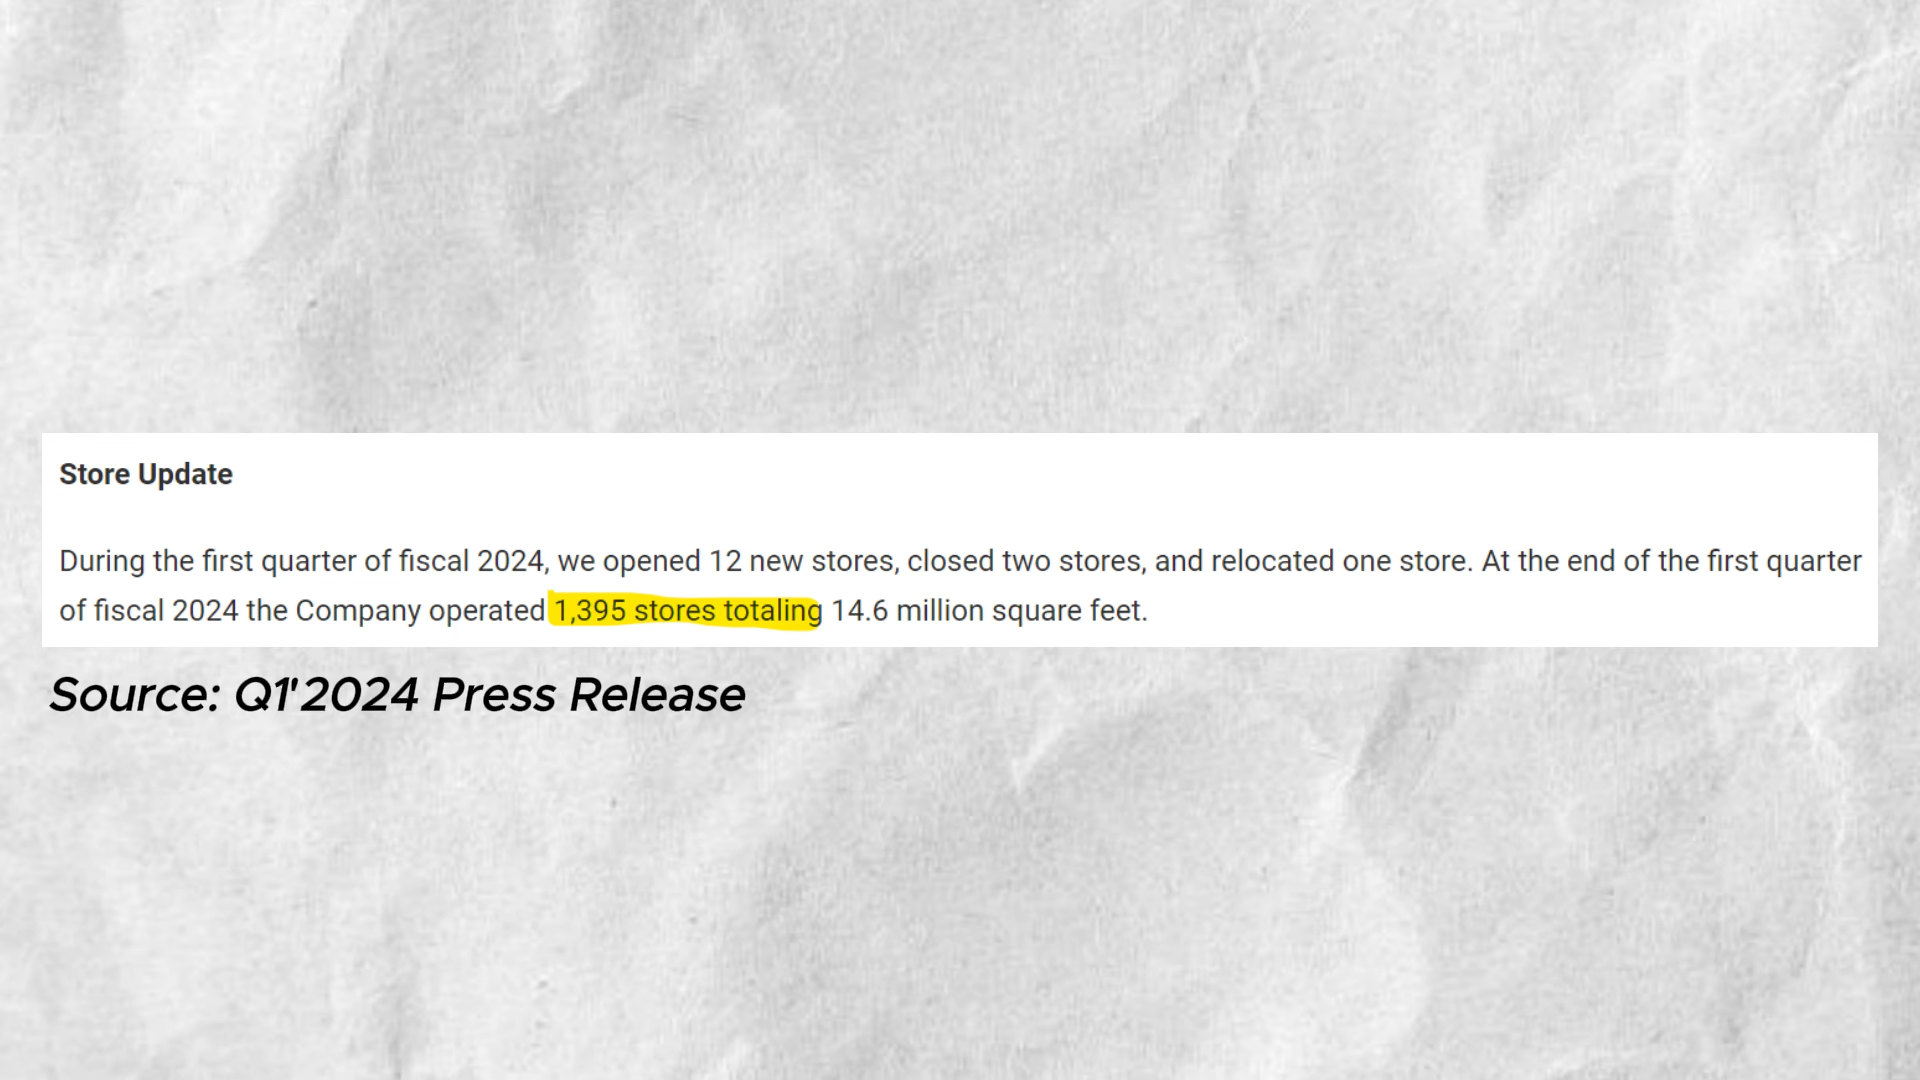 Store Update
During the first quarter of fiscal 2024, we opened 12 new stores, closed two stores, and relocated one store. At the end of the first quarter
of fiscal 2024 the Company operated 1,395 stores totaling 14.6 million square feet.
Source: Q1'2024 Press Release